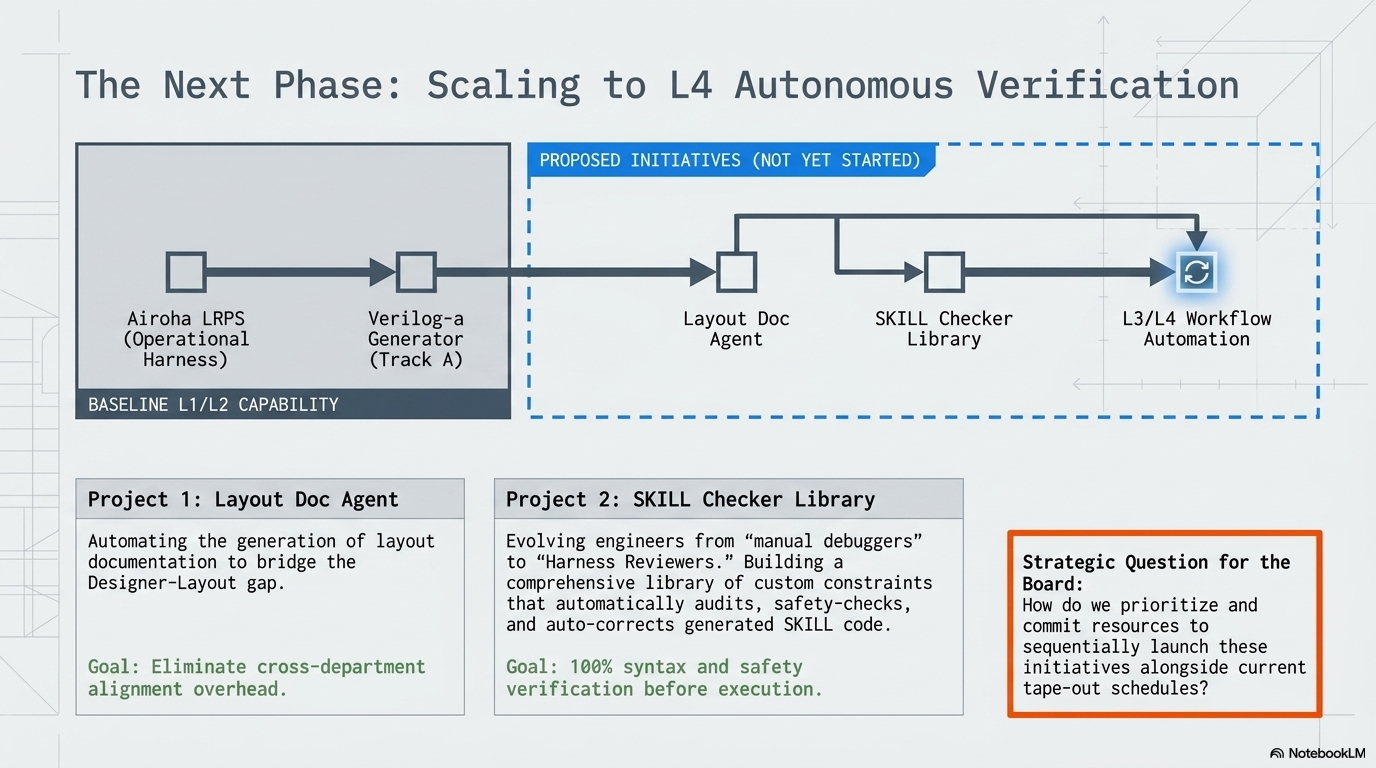 The Next Phase: Scaling to L4 Autonomous Verification
PROPOSED INITIATIVES (NOT YET STARTED)
Airoha LRPS
(Operational
Harness)
Verilog-a
Generator
(Track A)
Layout Doc
Agent
SKILL Checker
Library
L3/L4 Workflow
Automation
BASELINE L1/L2 CAPABILITY
Project 1: Layout Doc Agent
Automating the generation of layout
documentation to bridge the
Designer-Layout gap.
Goal: Eliminate cross-department
alignment overhead.
Project 2: SKILL Checker Library
Evolving engineers from “manual debuggers”
to “Harness Reviewers.” Building a
comprehensive library of custom constraints
that automatically audits, safety-checks,
and auto-corrects generated SKILL code.
Goal: 100% syntax and safety
verification before execution.
Strategic Question for the
Board:
How do we prioritize and
commit resources to
sequentially launch these
initiatives alongside current
tape-out schedules?
NotebookLM